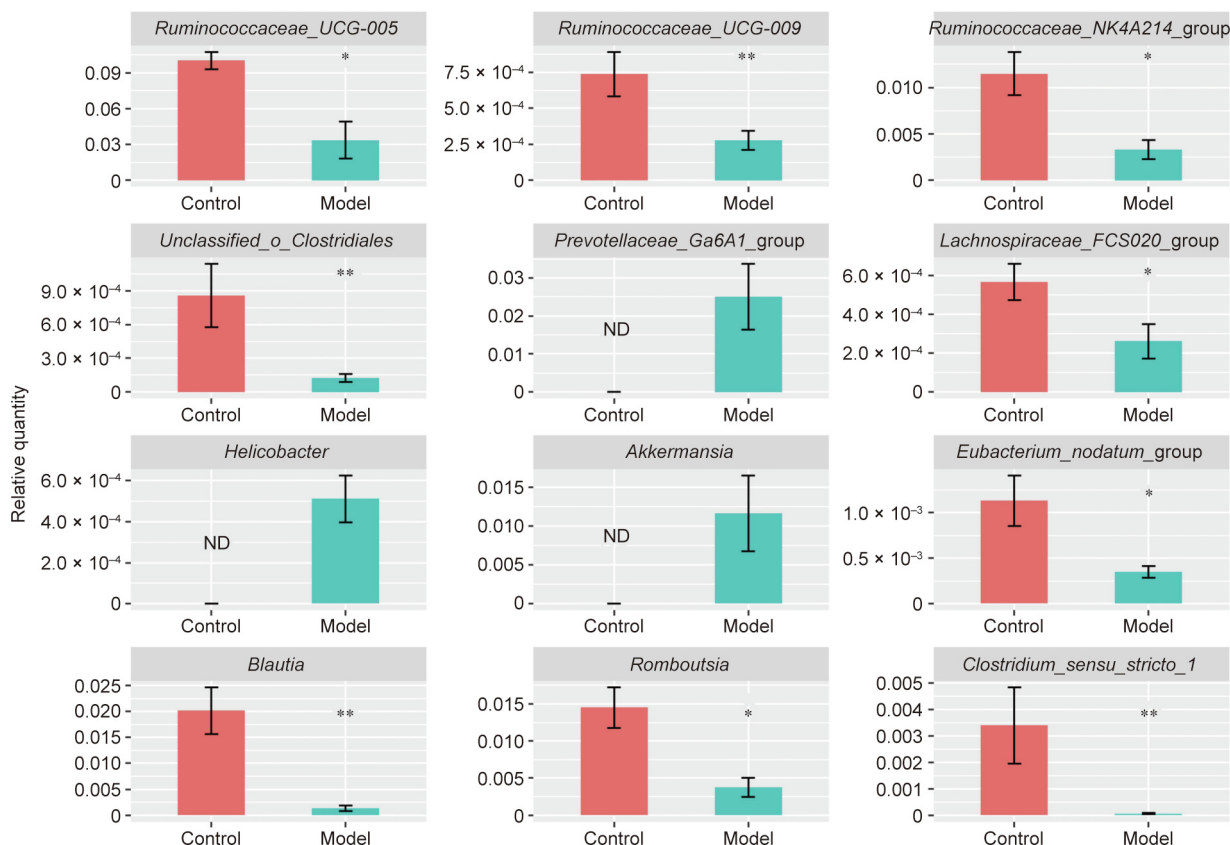 Relative quantity
Ruminococcaceae_UCG-005
0.09
0.06
0.03
0
*
Control Model
Ruminococcaceae_UCG-009
7.5 × 10⁻⁴
5.0 × 10⁻⁴
2.5 × 10⁻⁴
0
**
Control Model
Ruminococcaceae_NK4A214_group
0.010
0.005
0
*
Control Model
Unclassified_o_Clostridiales
9.0 × 10⁻⁴
6.0 × 10⁻⁴
3.0 × 10⁻⁴
0
**
Control Model
Prevotellaceae_Ga6A1_group
0.03
0.02
0.01
0
ND
Control Model
Lachnospiraceae_FCS020_group
6.0 × 10⁻⁴
4.0 × 10⁻⁴
2.0 × 10⁻⁴
0
*
Control Model
Helicobacter
6.0 × 10⁻⁴
4.0 × 10⁻⁴
2.0 × 10⁻⁴
0
ND
Control Model
Akkermansia
0.015
0.010
0.005
0
ND
Control Model
Eubacterium_nodatum_group
1.0 × 10⁻³
0.5 × 10⁻³
0
*
Control Model
Blautia
0.025
0.020
0.015
0.010
0.005
0
**
Control Model
Romboutsia
0.015
0.010
0.005
0
*
Control Model
Clostridium_sensu_stricto_1
0.005
0.004
0.003
0.002
0.001
0
**
Control Model